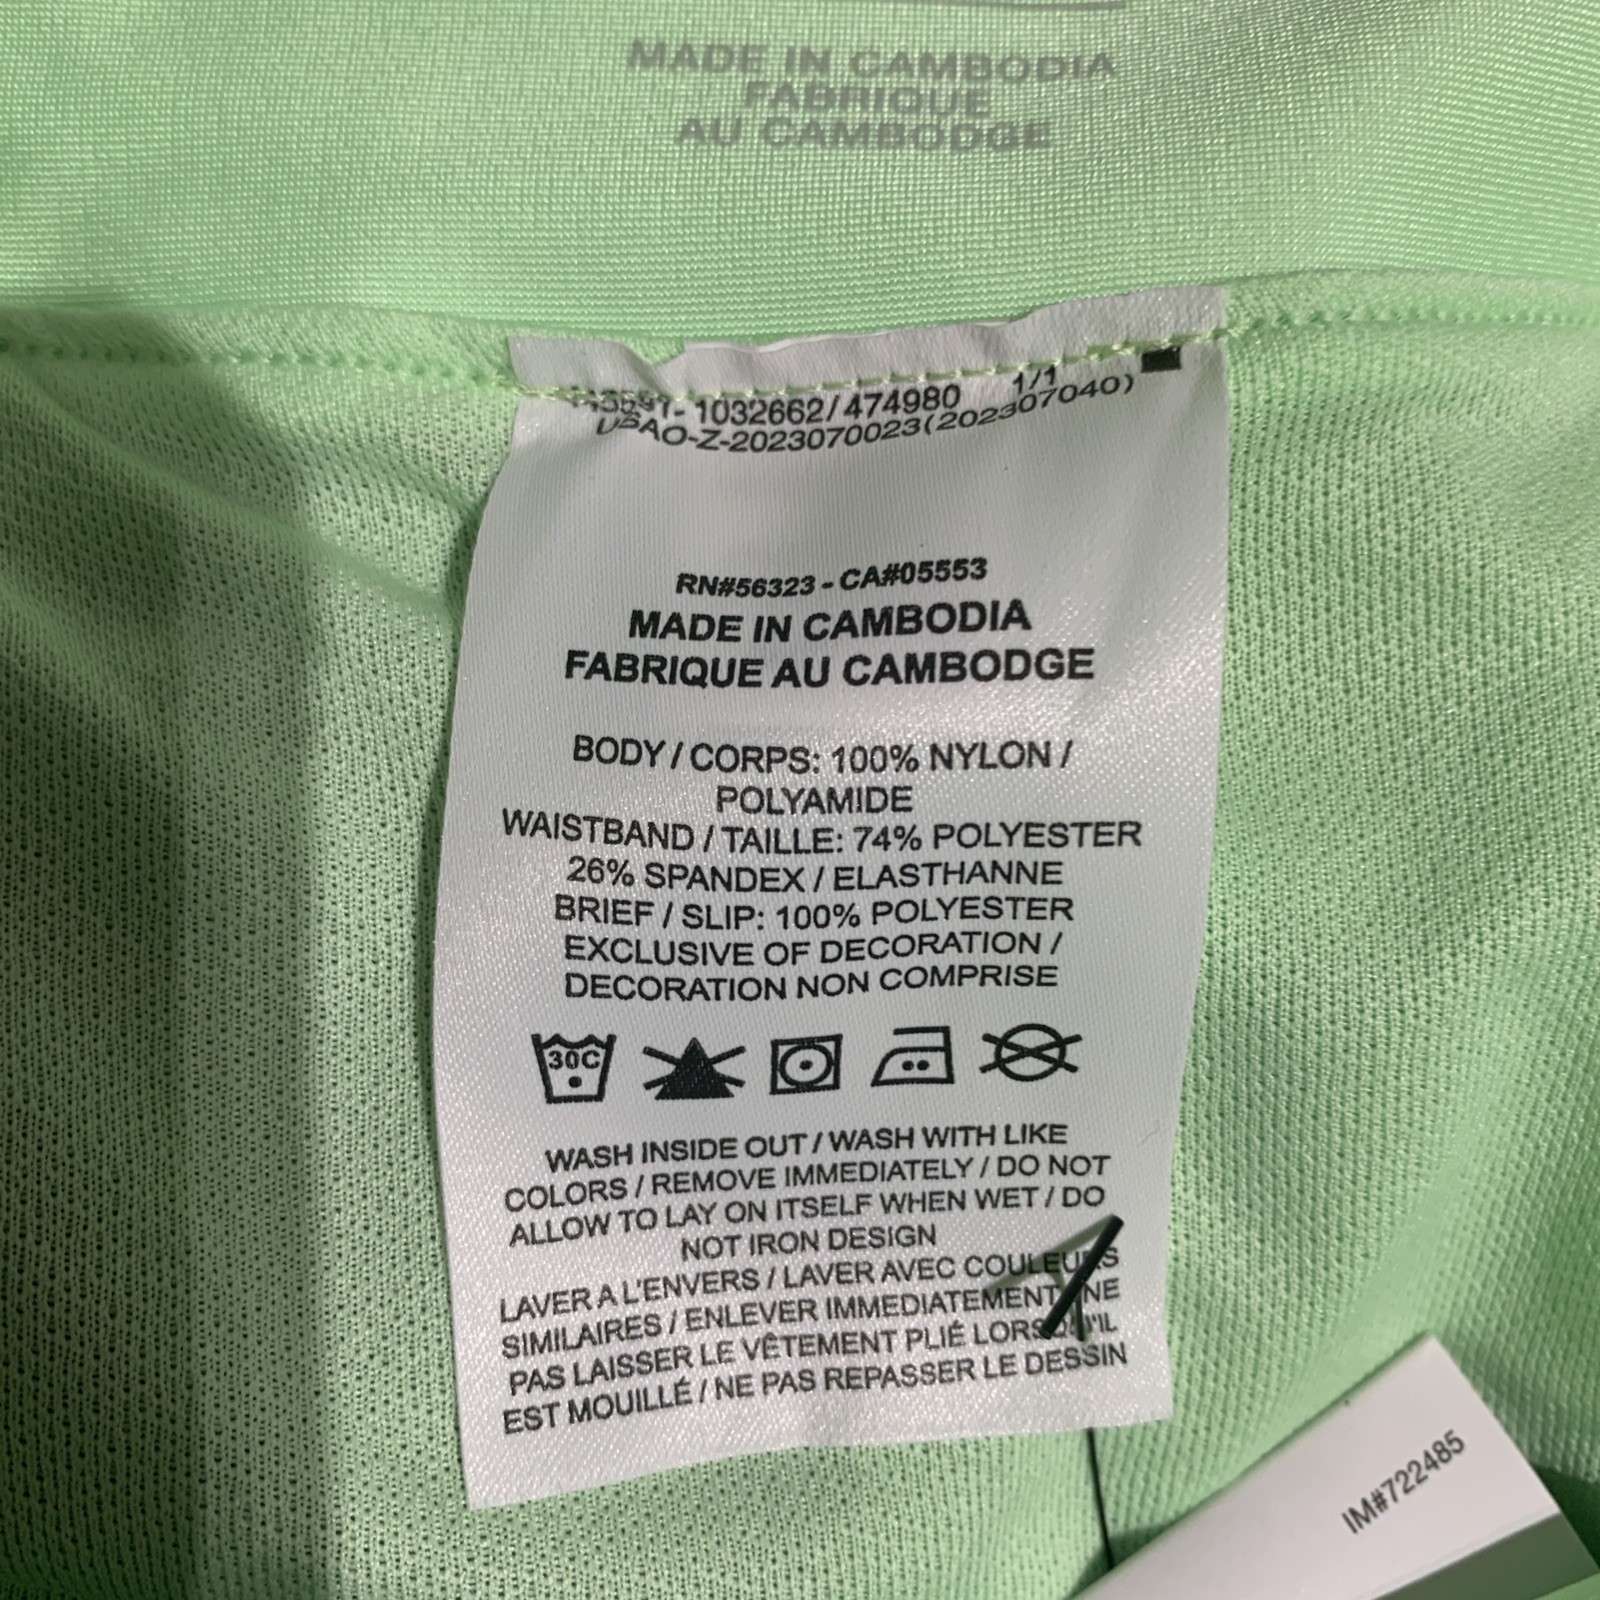 MADE IN CAMBODIA
FABRIQUE
AU CAMBODGE
1032662/474980 1/1
USAO-Z-2023070023(202307040)
RN#56323 - CA#05553
MADE IN CAMBODIA
FABRIQUE AU CAMBODGE
BODY / CORPS: 100% NYLON /
POLYAMIDE
WAISTBAND / TAILLE: 74% POLYESTER
26% SPANDEX / ELASTHANNE
BRIEF / SLIP: 100% POLYESTER
EXCLUSIVE OF DECORATION /
DECORATION NON COMPRISE
30C
WASH INSIDE OUT / WASH WITH LIKE
COLORS / REMOVE IMMEDIATELY / DO NOT
ALLOW TO LAY ON ITSELF WHEN WET / DO
NOT IRON DESIGN
LAVER A L'ENVERS / LAVER AVEC COULEURS
SIMILAIRES / ENLEVER IMMEDIATEMENT / NE
PAS LAISSER LE VÊTEMENT PLIÉ LORSQU'IL
EST MOUILLÉ / NE PAS REPASSER LE DESSIN
IM#722485